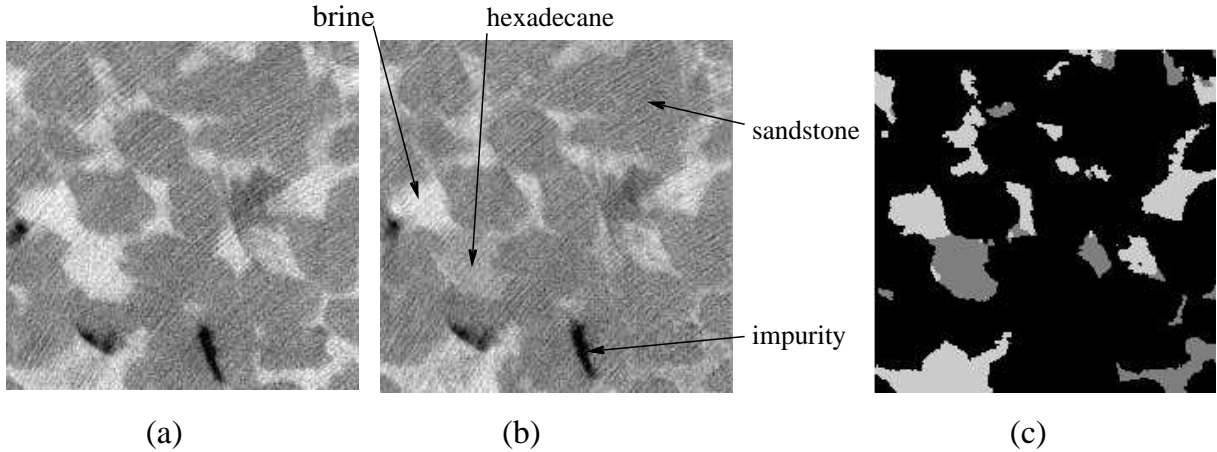 brine
hexadecane
sandstone
impurity
(a)
(b)
(c)